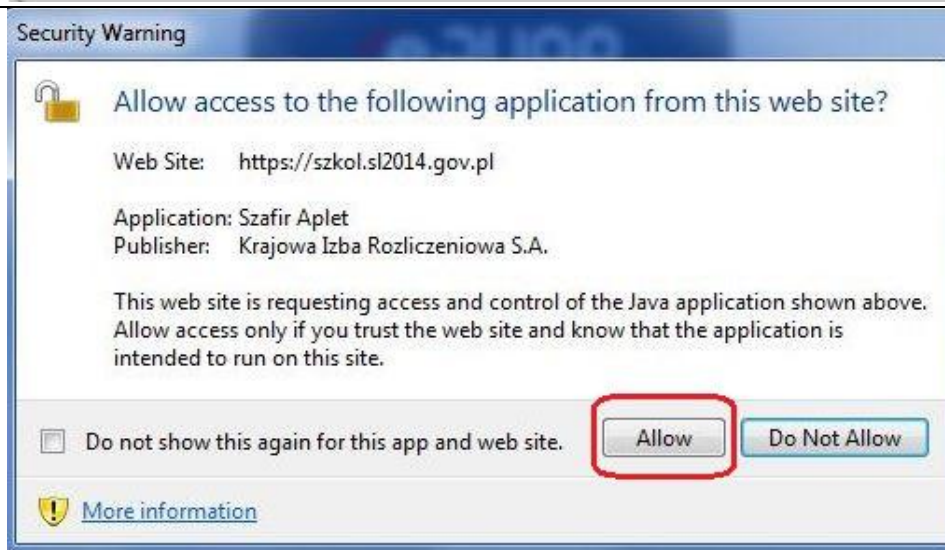 Security Warning
Allow access to the following application from this web site?
Web Site: https://szkol.sl2014.gov.pl
Application: Szafir Aplet
Publisher: Krajowa Izba Rozliczeniowa S.A.
This web site is requesting access and control of the Java application shown above.
Allow access only if you trust the web site and know that the application is
intended to run on this site.
Do not show this again for this app and web site.
Allow
Do Not Allow
More information